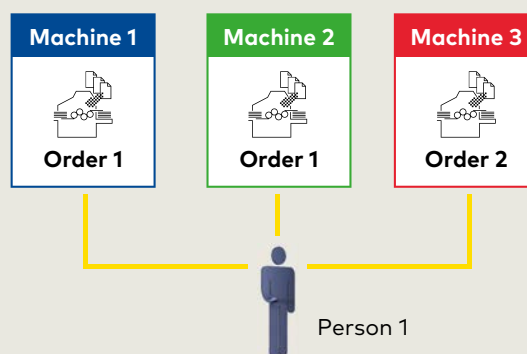 Machine 1
Machine 2
Machine 3
Order 1
Order 1
Order 2
Person 1